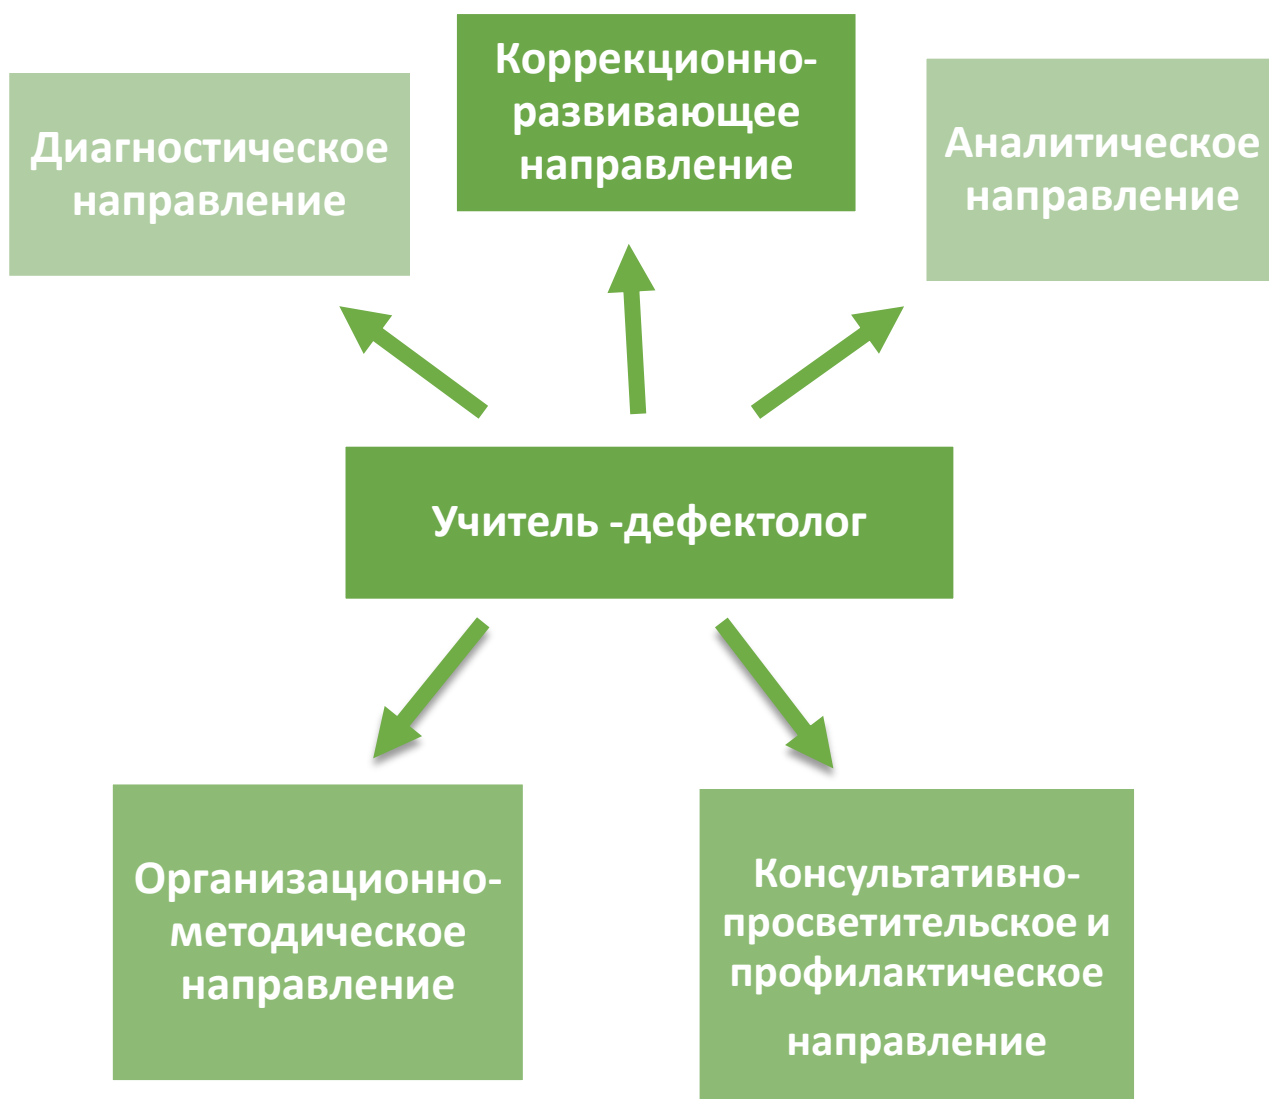 Диагностическое
направление
Коррекционно-
развивающее
направление
Аналитическое
направление
Учитель -дефектолог
Организационно-
методическое
направление
Консультативно-
просветительское и
профилактическое
направление